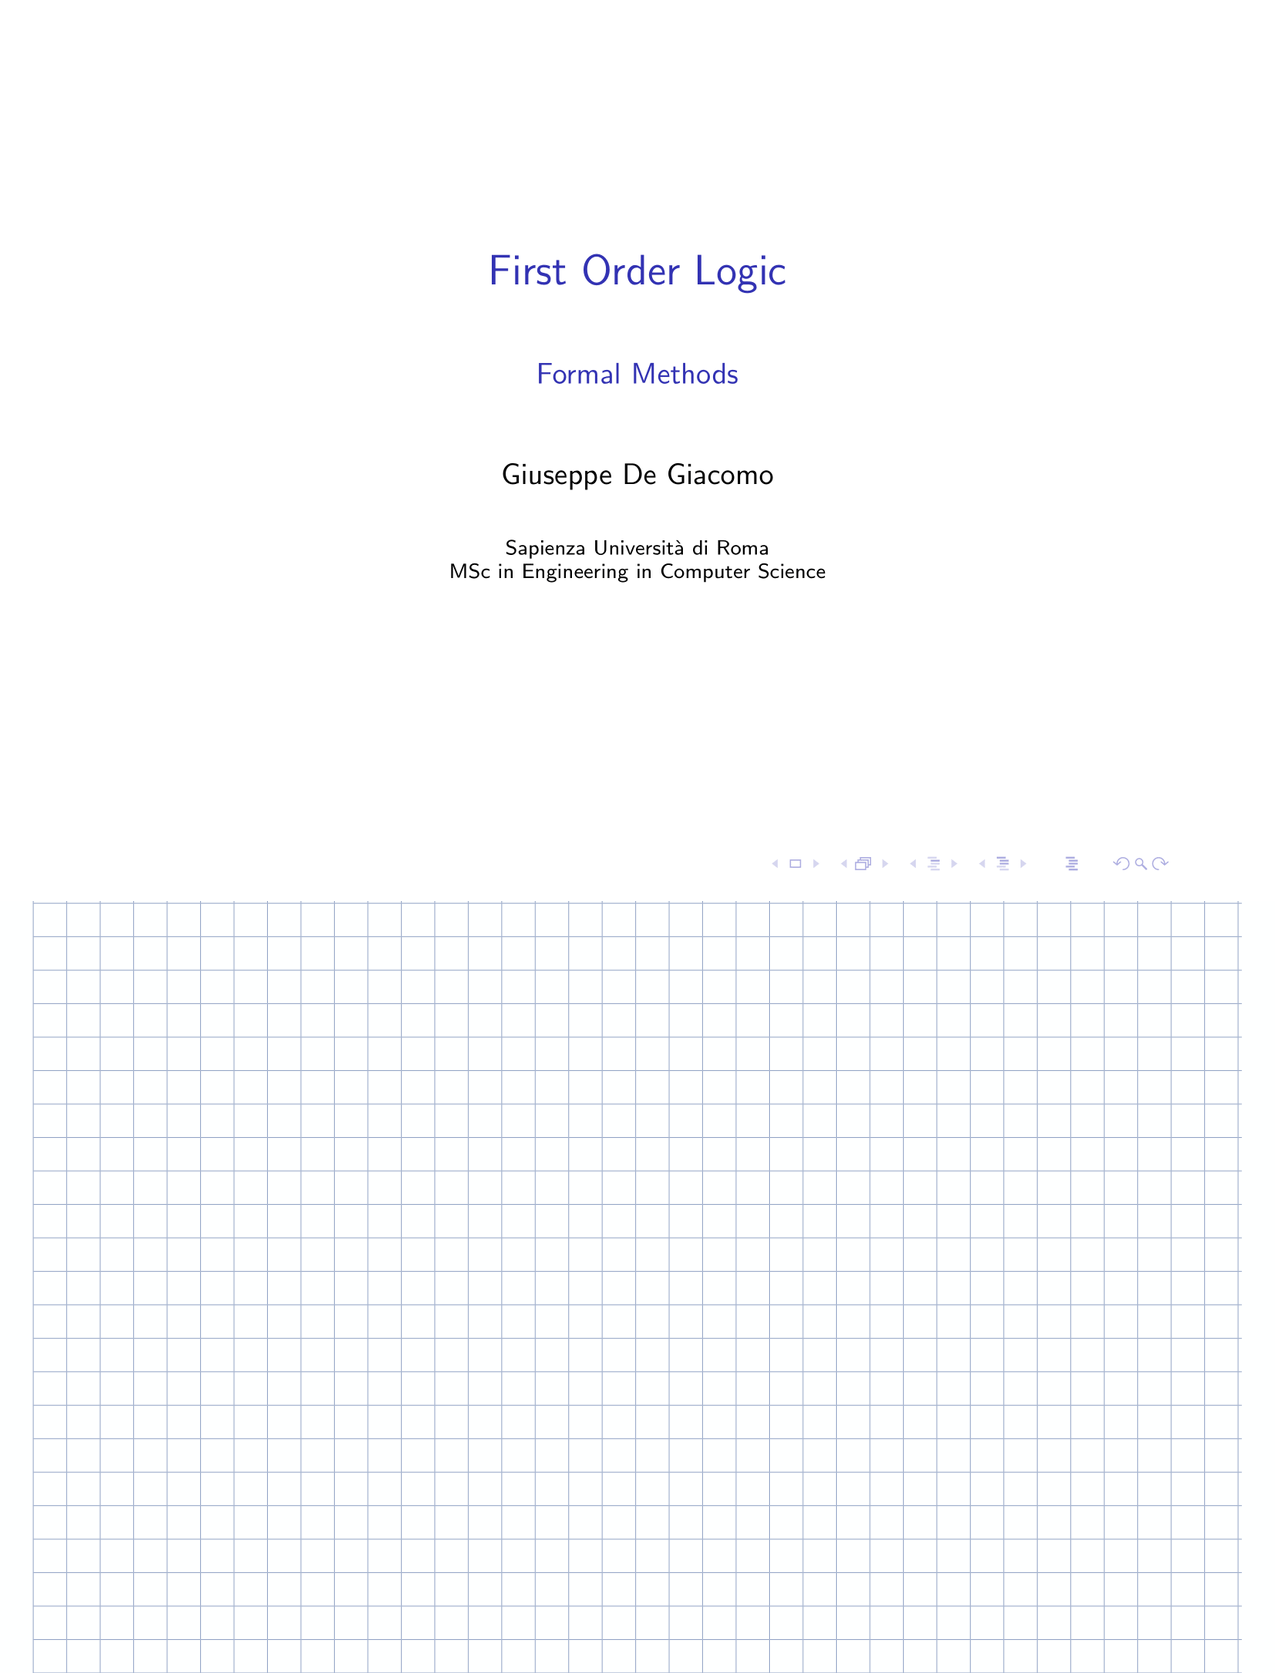 First Order Logic
Formal Methods
Giuseppe De Giacomo
Sapienza Università di Roma
MSc in Engineering in Computer Science